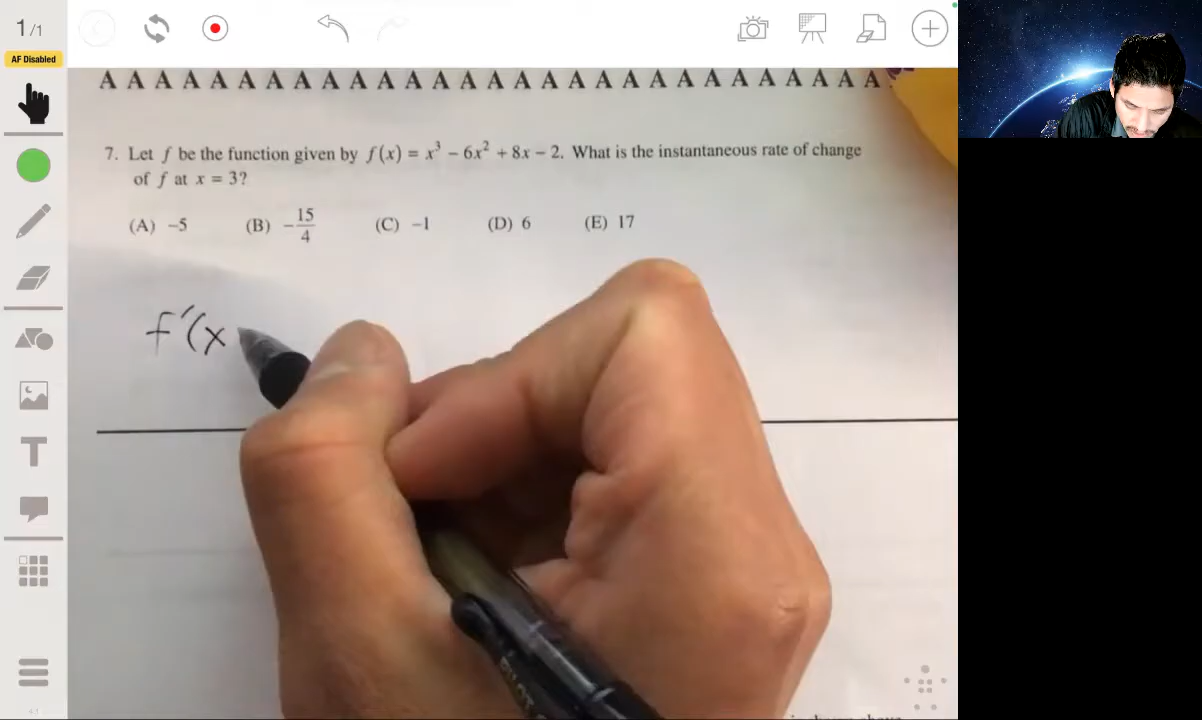 1/1
AF Disabled
A A A A A A A A A A A A A A A A A A A A A A A A A A A A A
7. Let f be the function given by f(x) = x³ − 6x² + 8x − 2. What is the instantaneous rate of change
of f at x = 3?
(A) −5 (B) −15/4 (C) −1 (D) 6 (E) 17
f′(x
T